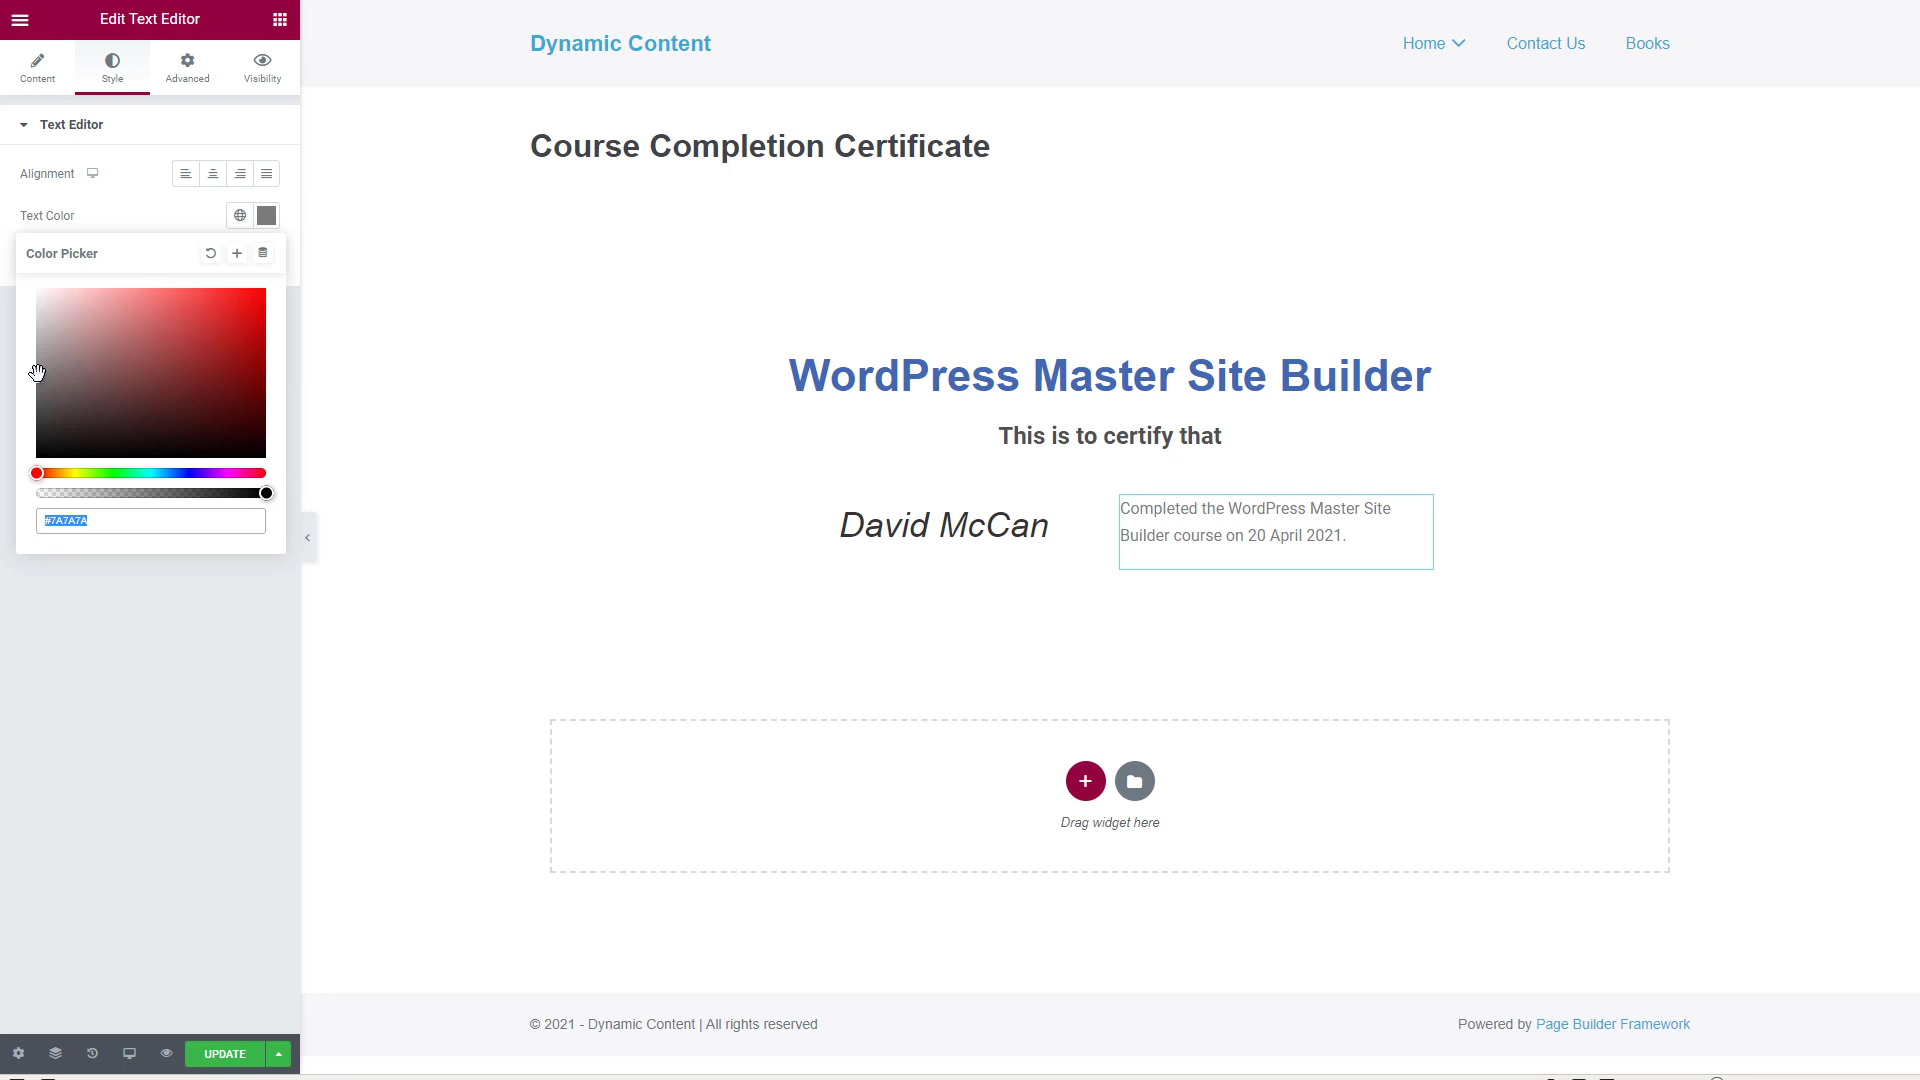 Edit Text Editor
Content
Style
Advanced
Visibility
Text Editor
Alignment
Text Color
Color Picker
#7A7A7A
UPDATE
Dynamic Content
Home
Contact Us
Books
Course Completion Certificate
WordPress Master Site Builder
This is to certify that
David McCan
Completed the WordPress Master Site
Builder course on 20 April 2021.
Drag widget here
© 2021 - Dynamic Content | All rights reserved
Powered by Page Builder Framework